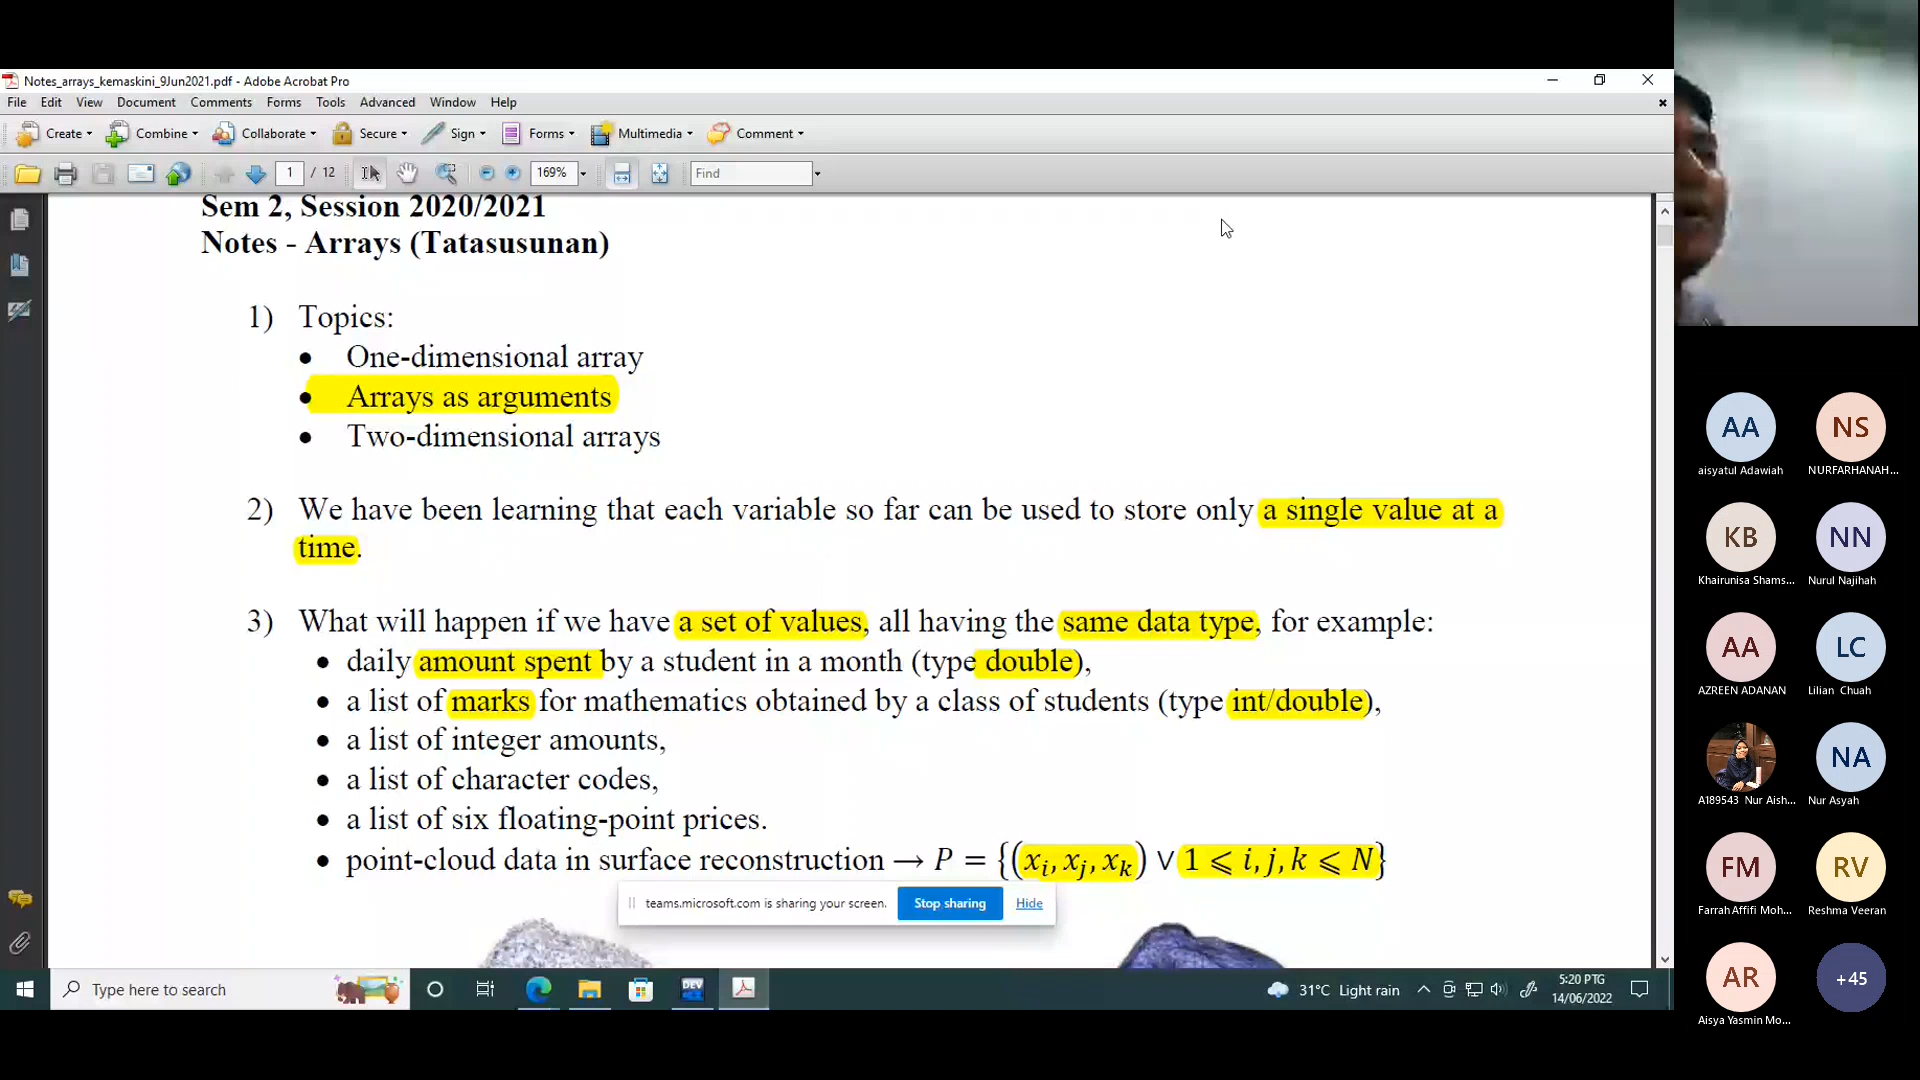 Notes_arrays_kemaskini_9Jun2021.pdf - Adobe Acrobat Pro
File Edit View Document Comments Forms Tools Advanced Window Help
Create Combine Collaborate Secure Sign Forms Multimedia Comment
1 / 12 169% Find
Sem 2, Session 2020/2021
Notes - Arrays (Tatasusunan)
1) Topics:
• One-dimensional array
• Arrays as arguments
• Two-dimensional arrays
2) We have been learning that each variable so far can be used to store only a single value at a
time.
3) What will happen if we have a set of values, all having the same data type, for example:
• daily amount spent by a student in a month (type double),
• a list of marks for mathematics obtained by a class of students (type int/double),
• a list of integer amounts,
• a list of character codes,
• a list of six floating-point prices.
• point-cloud data in surface reconstruction → P = {(xᵢ, xⱼ, xₖ) ∨ 1 ⩽ i, j, k ⩽ N}
teams.microsoft.com is sharing your screen. Stop sharing Hide
Type here to search
DEV
31°C Light rain
5:20 PTG
14/06/2022
AA NS
aisyatul Adawiah NURFARHANAH...
KB NN
Khairunisa Shams... Nurul Najihah
AA LC
AZREEN ADANAN Lilian Chuah
NA
A189543 Nur Aish... Nur Asyah
FM RV
Farrah Affifi Moh... Reshma Veeran
AR +45
Aisya Yasmin Mo...